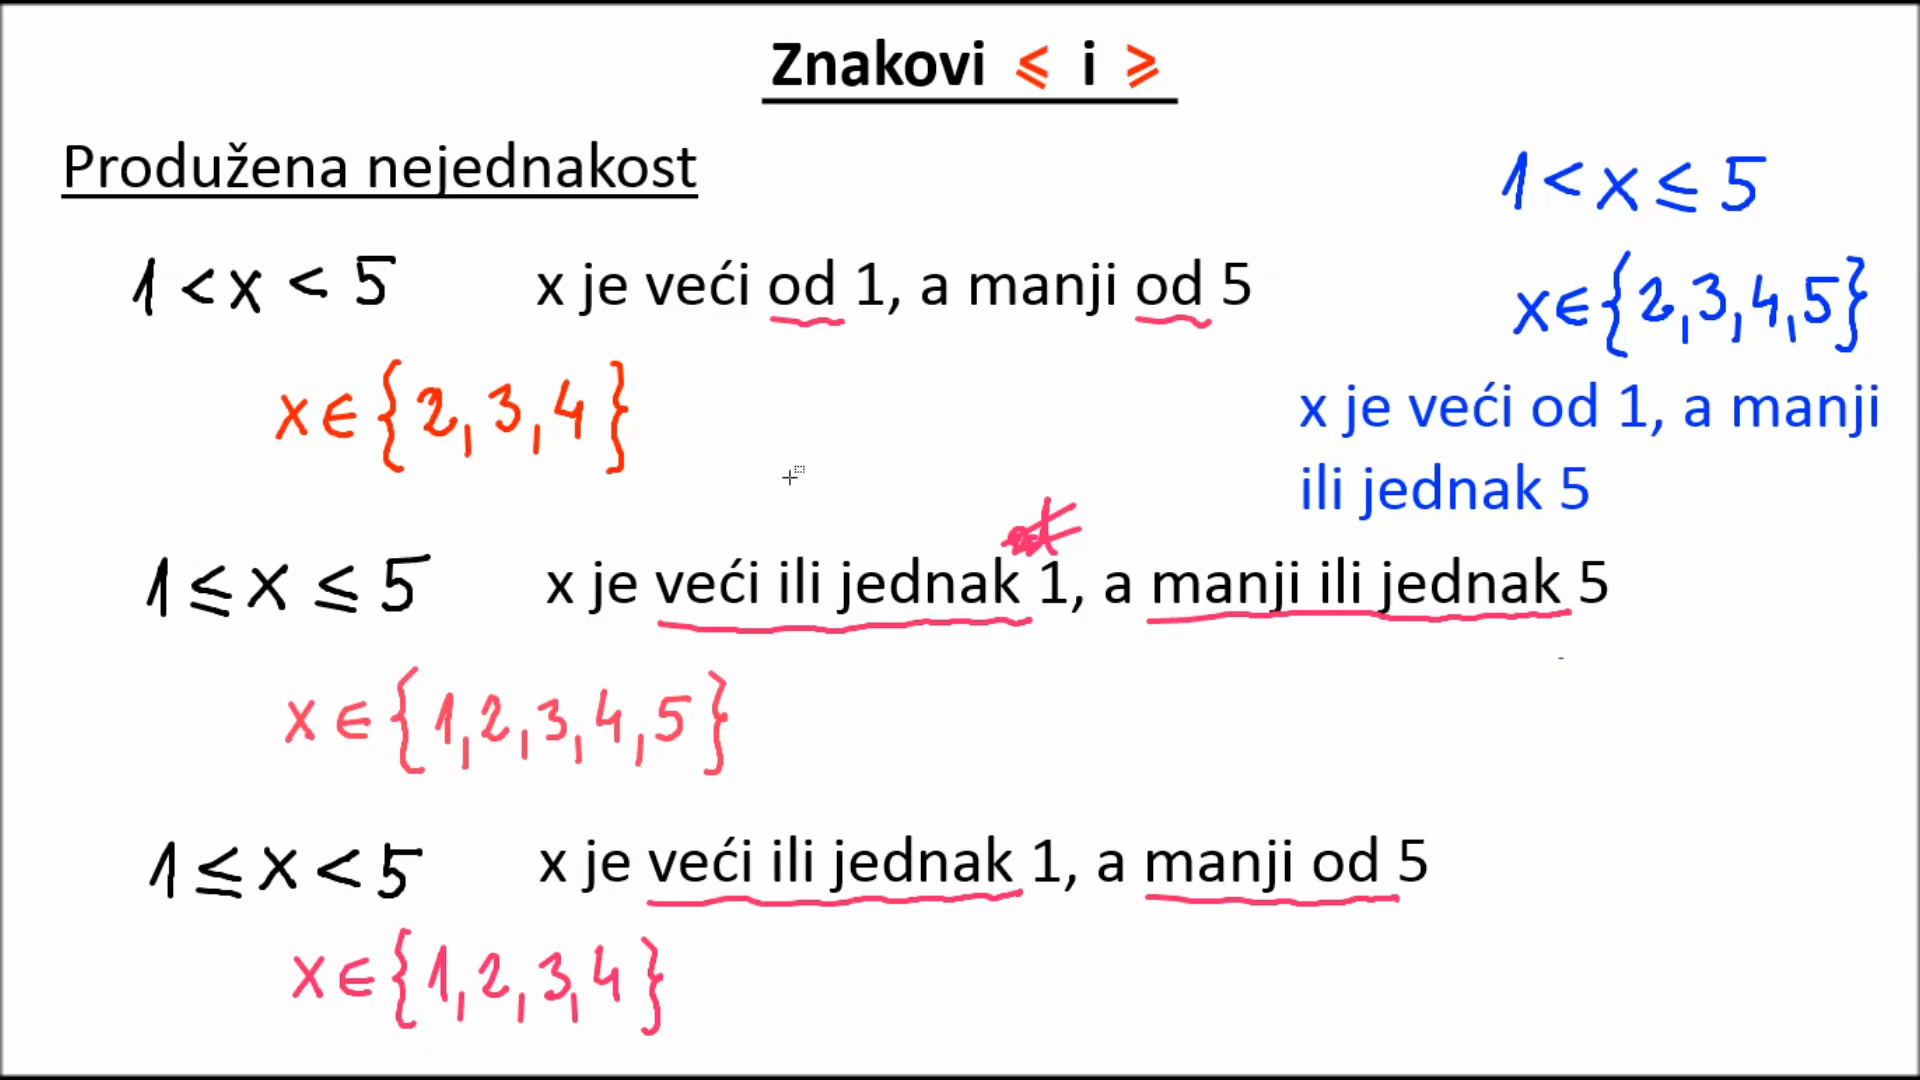 Znakovi ⩽ i ⩾
Produžena nejednakost
1 < x < 5 x je veći od 1, a manji od 5
x ∈ {2, 3, 4}
1 < x ≤ 5
x ∈ {2, 3, 4, 5}
x je veći od 1, a manji
ili jednak 5
1 ≤ x ≤ 5 x je veći ili jednak 1, a manji ili jednak 5
x ∈ {1, 2, 3, 4, 5}
1 ≤ x < 5 x je veći ili jednak 1, a manji od 5
x ∈ {1, 2, 3, 4}